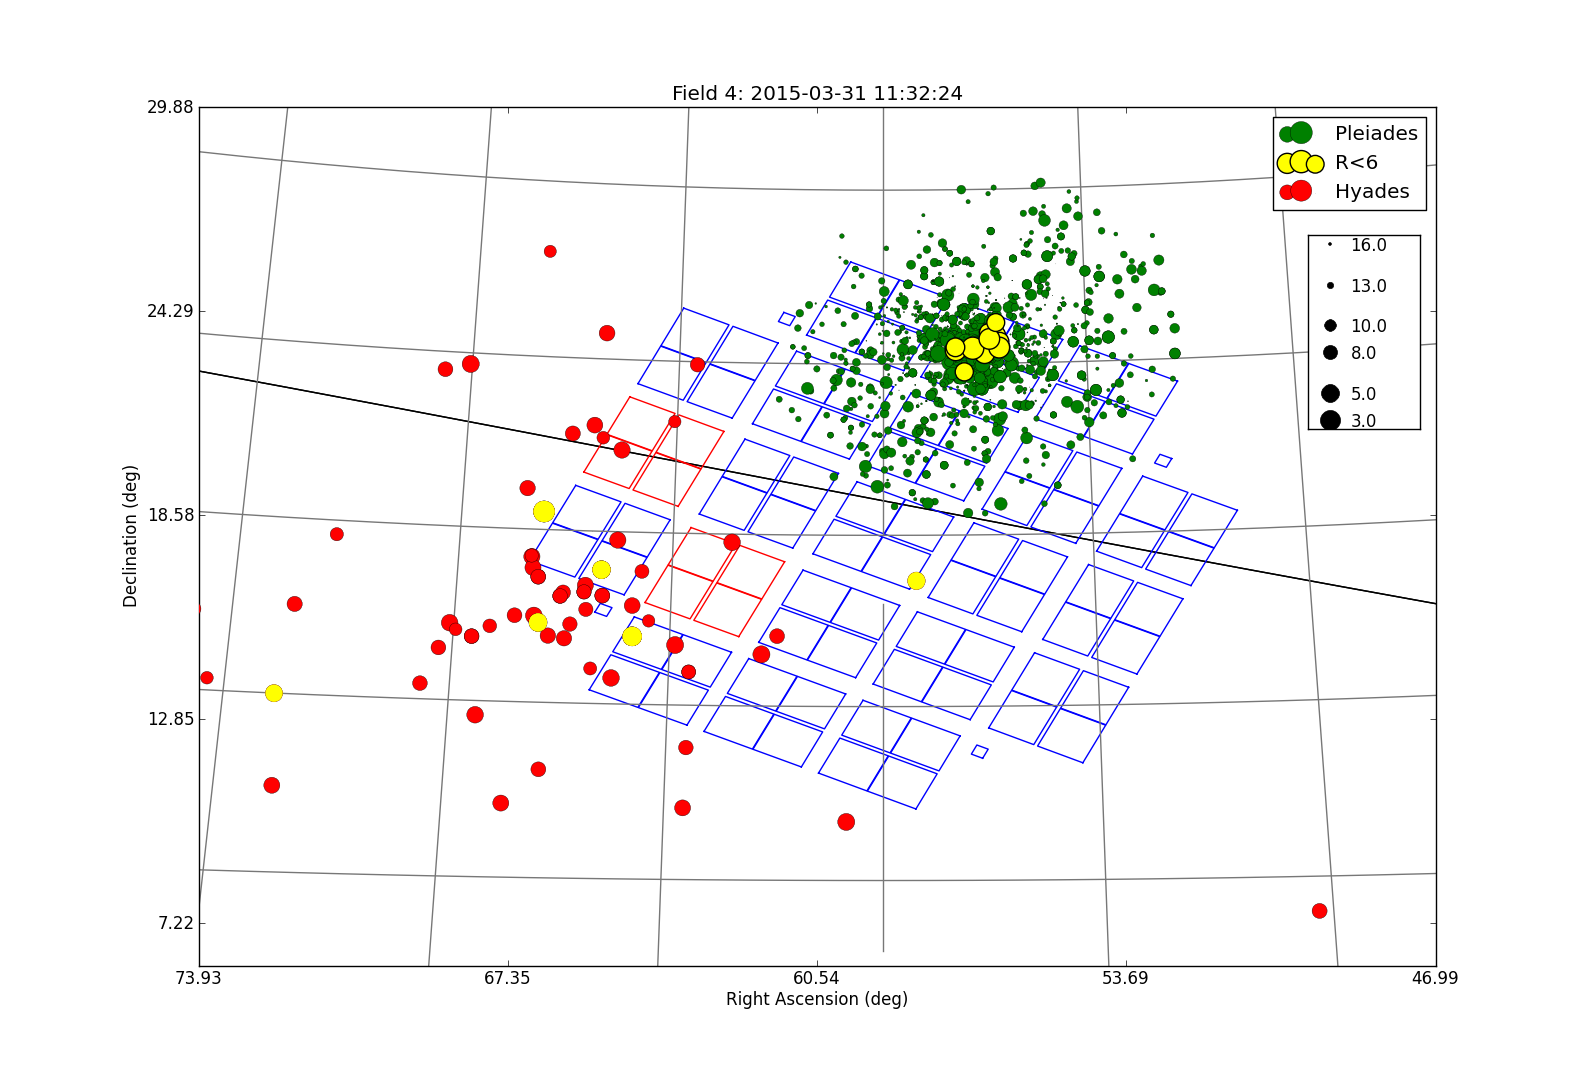 Field 4: 2015-03-31 11:32:24
29.88
24.29
18.58
12.85
7.22
Declination (deg)
Pleiades
R<6
Hyades
16.0
13.0
10.0
8.0
5.0
3.0
73.93 67.35 60.54 53.69 46.99
Right Ascension (deg)